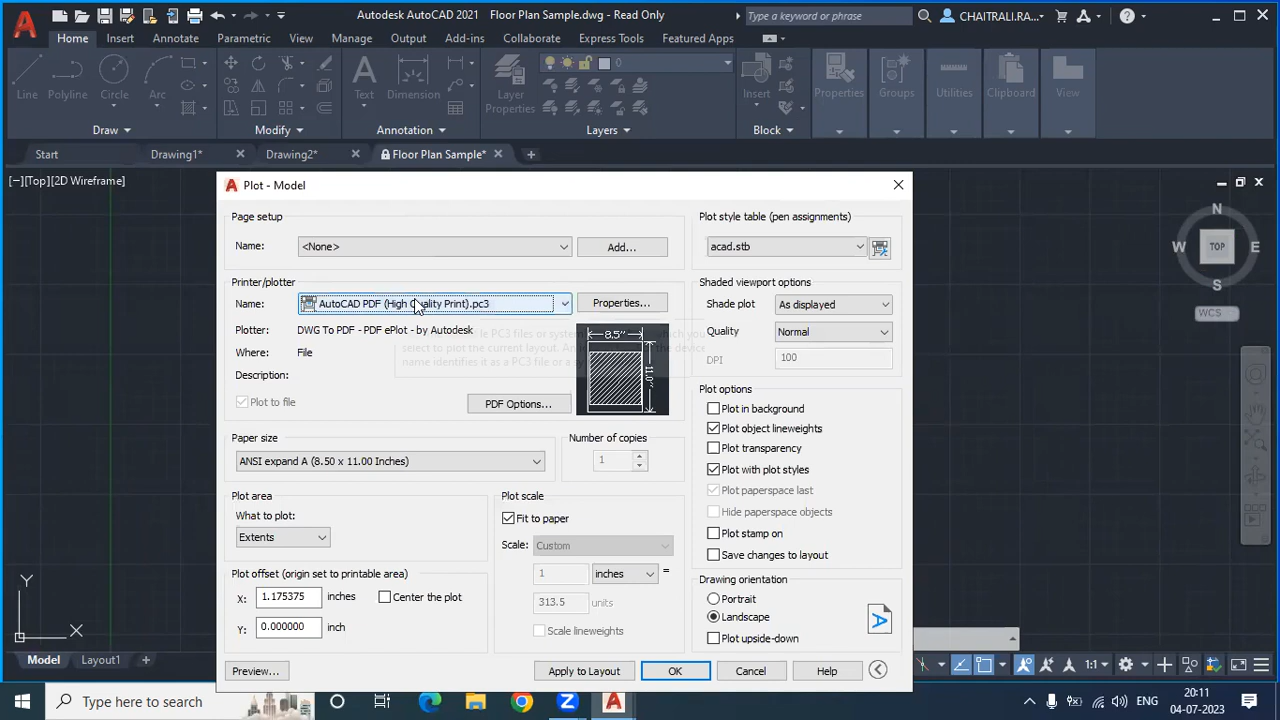 Autodesk AutoCAD 2021 Floor Plan Sample.dwg - Read Only
Type a keyword or phrase
CHAITRALI.RA...
Home Insert Annotate Parametric View Manage Output Add-ins Collaborate Express Tools Featured Apps
Line Polyline Circle Arc
Text Dimension
Layer Properties
0
Insert
Properties Groups Utilities Clipboard View
Draw Modify Annotation Layers Block
Start Drawing1* Drawing2* Floor Plan Sample*
[−][Top][2D Wireframe]
N
W TOP E
S
WCS
Plot - Model
Page setup
Name: <None> Add...
Plot style table (pen assignments)
acad.stb
Printer/plotter
Name: AutoCAD PDF (High Quality Print).pc3 Properties...
Plotter: DWG To PDF - PDF ePlot - by Autodesk
Where: File
Description:
Plot to file
PDF Options...
8.5''
11.0''
Shaded viewport options
Shade plot As displayed
Quality Normal
DPI 100
Paper size
ANSI expand A (8.50 x 11.00 Inches)
Number of copies
1
Plot options
Plot in background
Plot object lineweights
Plot transparency
Plot with plot styles
Plot paperspace last
Hide paperspace objects
Plot stamp on
Save changes to layout
Plot area
What to plot:
Extents
Plot scale
Fit to paper
Scale: Custom
1 inches =
313.5 units
Scale lineweights
Plot offset (origin set to printable area)
X: 1.175375 inches Center the plot
Y: 0.000000 inch
Drawing orientation
Portrait
Landscape
Plot upside-down
A
Preview... Apply to Layout OK Cancel Help
Y
X
Model Layout1
1:1
Type here to search
ENG
20:11
04-07-2023